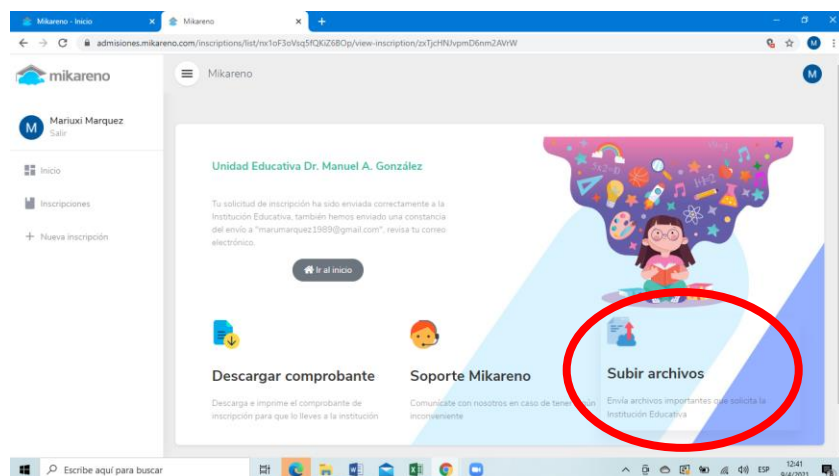 Mikareno - Inicio
Mikareno
admisiones.mikareno.com/inscriptions/list/nx1oF3oVsq5fQKiZ6BOp/view-inscription/zxTjcHNJvpmD6nm2AVrW
M
mikareno
Mikareno
M
M
Mariuxi Marquez
Salir
Inicio
Inscripciones
+ Nueva inscripción
Unidad Educativa Dr. Manuel A. González
Tu solicitud de inscripción ha sido enviada correctamente a la
Institución Educativa, también hemos enviado una constancia
del envío a "marumarquez1989@gmail.com", revisa tu correo
electrónico.
Ir al inicio
Descargar comprobante
Descarga e imprime el comprobante de
inscripción para que lo lleves a la institución
Soporte Mikareno
Comunícate con nosotros en caso de tener algún
inconveniente
Subir archivos
Envía archivos importantes que solicita la
Institución Educativa
Escribe aquí para buscar
ESP
12:41
9/4/2021